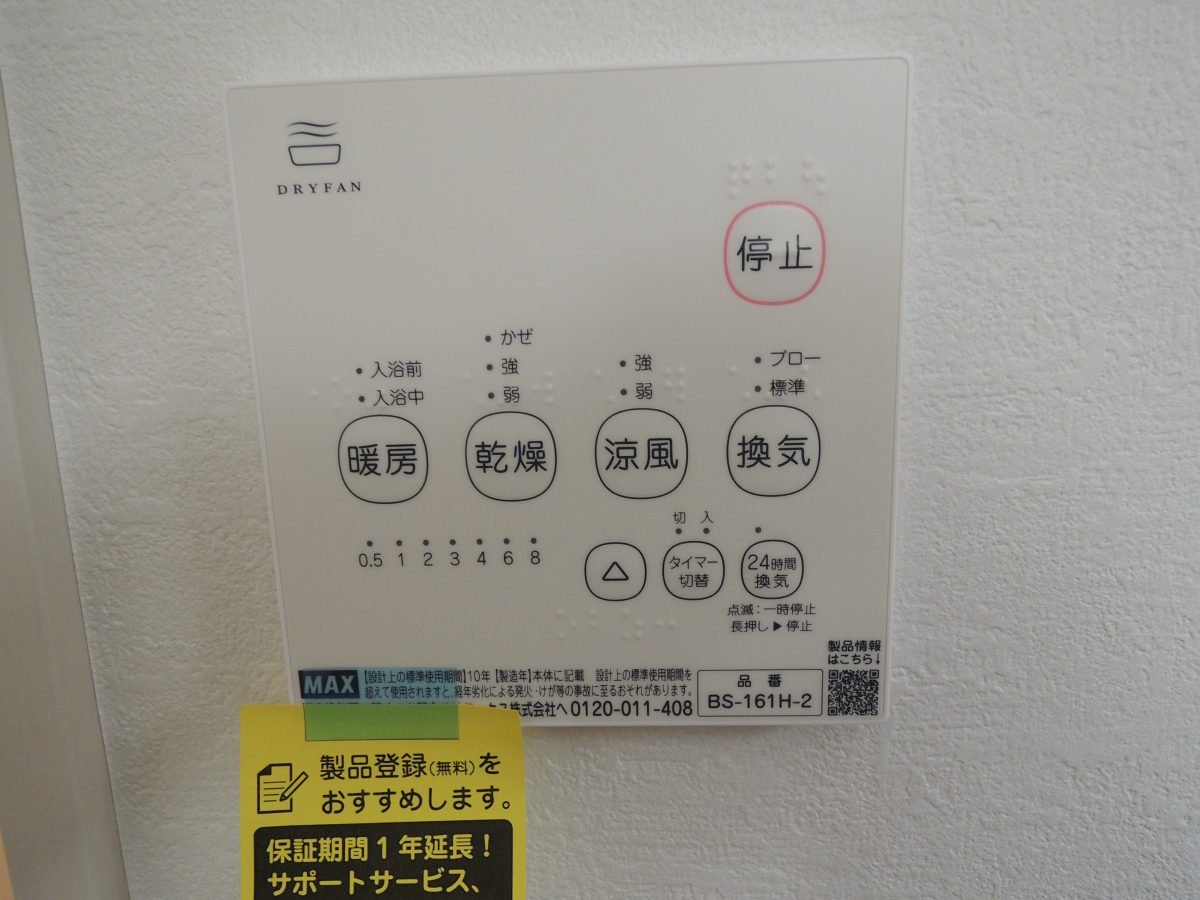 DRYFAN
停止
かぜ
入浴前 強 強 ブロー
入浴中 弱 弱 標準
暖房 乾燥 涼風 換気
切 入
0.5 1 2 3 4 6 8
△ タイマー切替 24時間換気
点滅:一時停止
長押し▶停止
製品情報
はこちら↓
MAX
【設計上の標準使用期間】10年【製造年】本体に記載 設計上の標準使用期間を
超えて使用されますと、経年劣化による発火・けが等の事故に至るおそれがあります。
クス株式会社へ 0120-011-408
品番
BS-161H-2
製品登録(無料)を
おすすめします。
保証期間1年延長!
サポートサービス、